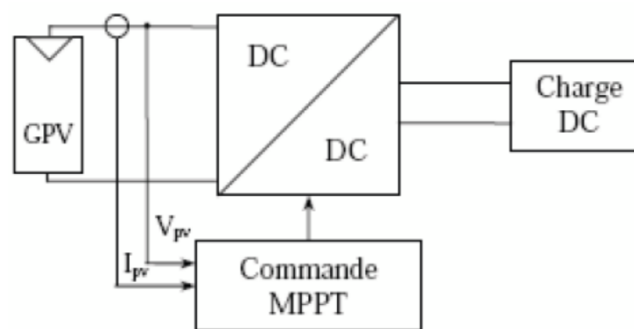 DC
DC
GPV
Charge
DC
V_pv
I_pv
Commande
MPPT